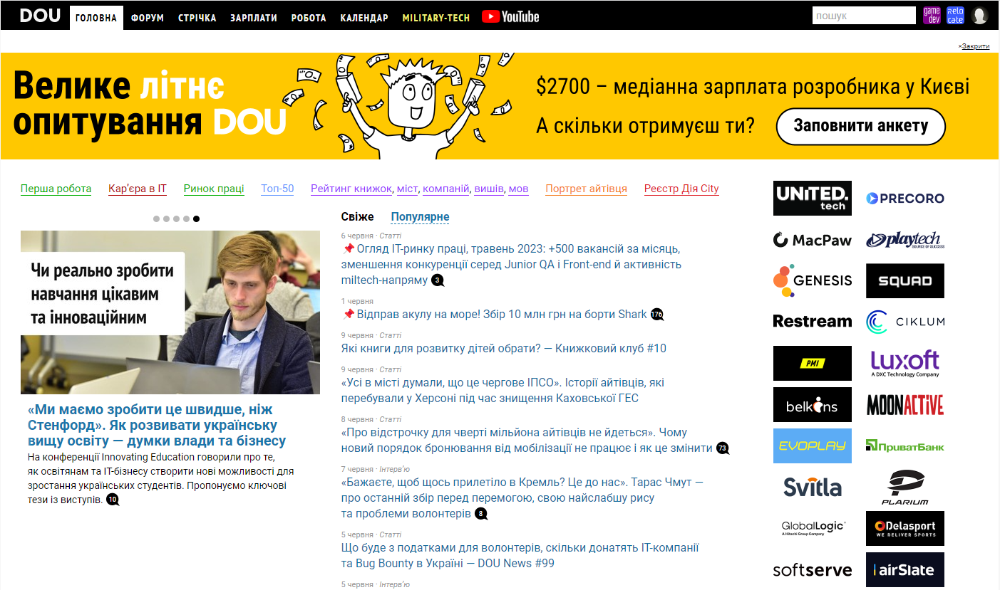 DOU ГОЛОВНА ФОРУМ СТРІЧКА ЗАРПЛАТИ РОБОТА КАЛЕНДАР MILITARY-TECH YouTube пошук game dev relo cate
×Закрити
Велике літнє
опитування DOU
$2700 – медіанна зарплата розробника у Києві
А скільки отримуєш ти? Заповнити анкету
Перша робота Кар'єра в ІТ Ринок праці Топ-50 Рейтинг книжок, міст, компаній, вишів, мов Портрет айтівця Реєстр Дія City
Чи реально зробити
навчання цікавим
та інноваційним
«Ми маємо зробити це швидше, ніж
Стенфорд». Як розвивати українську
вищу освіту — думки влади та бізнесу
На конференції Innovating Education говорили про те,
як освітянам та ІТ-бізнесу створити нові можливості для
зростання українських студентів. Пропонуємо ключові
тези із виступів. 10
Свіже Популярне
6 червня · Статті
Огляд ІТ-ринку праці, травень 2023: +500 вакансій за місяць,
зменшення конкуренції серед Junior QA і Front-end й активність
miltech-напряму 3
1 червня
Відправ акулу на море! Збір 10 млн грн на борти Shark 176
9 червня · Статті
Які книги для розвитку дітей обрати? — Книжковий клуб #10
9 червня · Статті
«Усі в місті думали, що це чергове ІПСО». Історії айтівців, які
перебували у Херсоні під час знищення Каховської ГЕС
8 червня · Статті
«Про відстрочку для чверті мільйона айтівців не йдеться». Чому
новий порядок бронювання від мобілізації не працює і як це змінити 73
7 червня · Інтерв'ю
«Бажаєте, щоб щось прилетіло в Кремль? Це до нас». Тарас Чмут —
про останній збір перед перемогою, свою найслабшу рису
та проблеми волонтерів 8
5 червня · Статті
Що буде з податками для волонтерів, скільки донатять ІТ-компанії
та Bug Bounty в Україні — DOU News #99
5 червня · Інтерв'ю
UNITED. tech PRECORO
MacPaw playtech SOURCE OF SUCCESS
GENESIS SQUAD
Restream CIKLUM
PMI Luxoft
A DXC Technology Company
belkins MOONACTIVE
EVOPLAY ПриватБанк
Svitla PLARIUM
GlobalLogic Delasport
A Hitachi Group Company WE DELIVER SPORTS
softserve airSlate